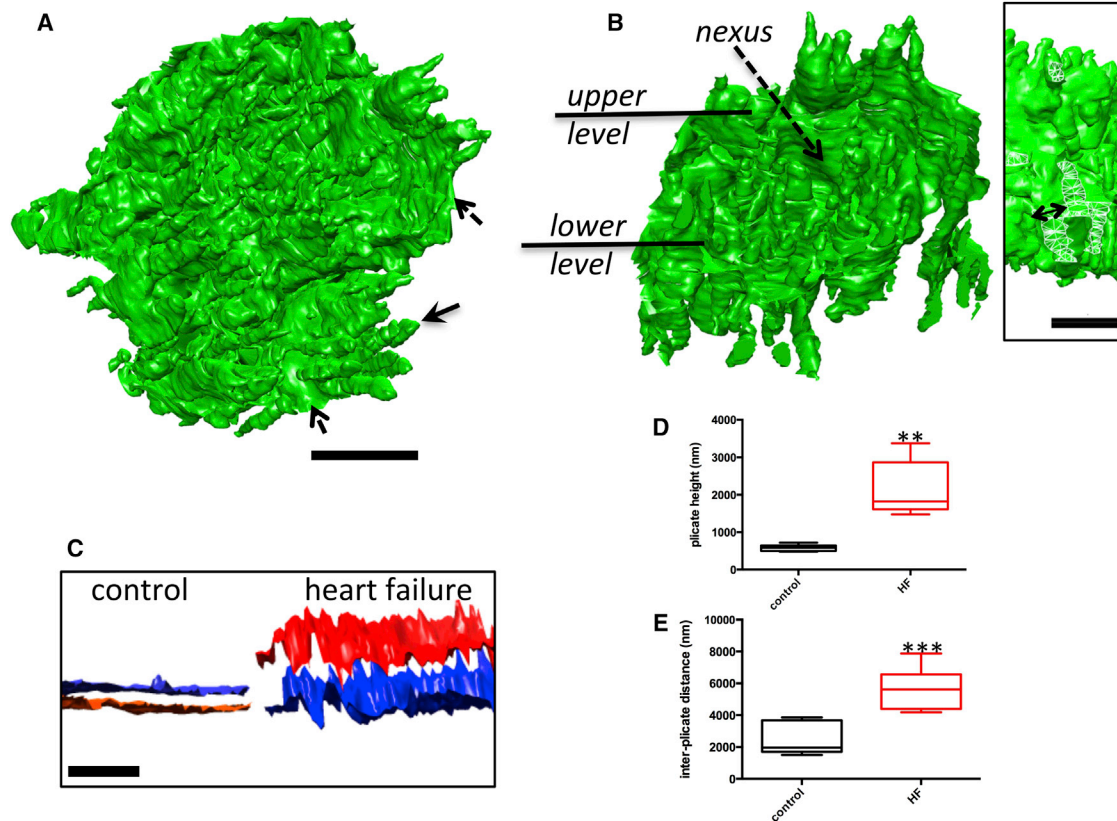 A
B
nexus
upper
level
lower
level
C
control
heart failure
D
plicate height (nm)
4000
3000
2000
1000
0
**
control
HF
E
inter-plicate distance (nm)
10000
8000
6000
4000
2000
0
***
control
HF